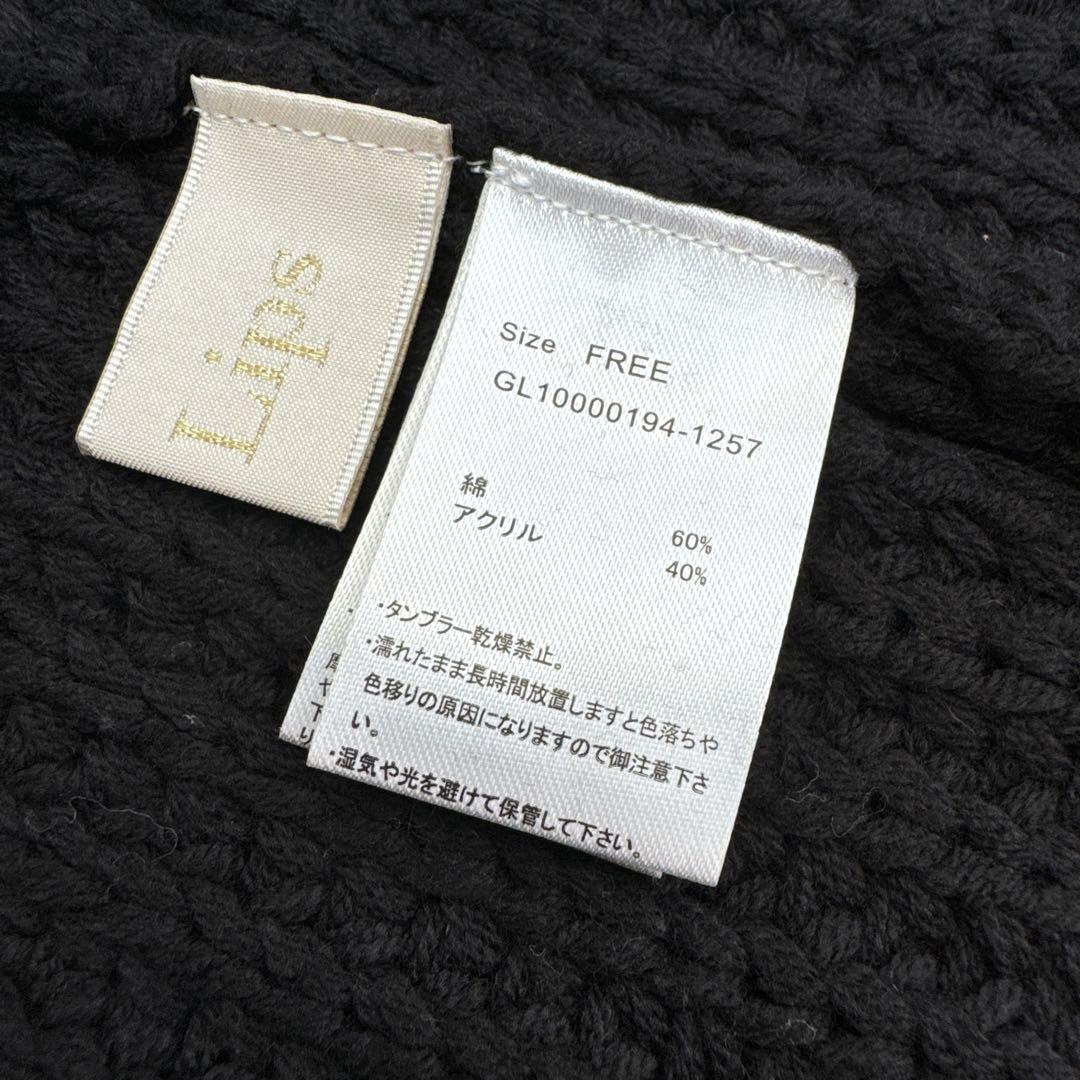 Lips
Size FREE
GL10000194-1257
綿 60%
アクリル 40%
・タンブラー乾燥禁止。
・濡れたまま長時間放置しますと色落ちや
色移りの原因になりますので御注意下さ
い。
・湿気や光を避けて保管して下さい。